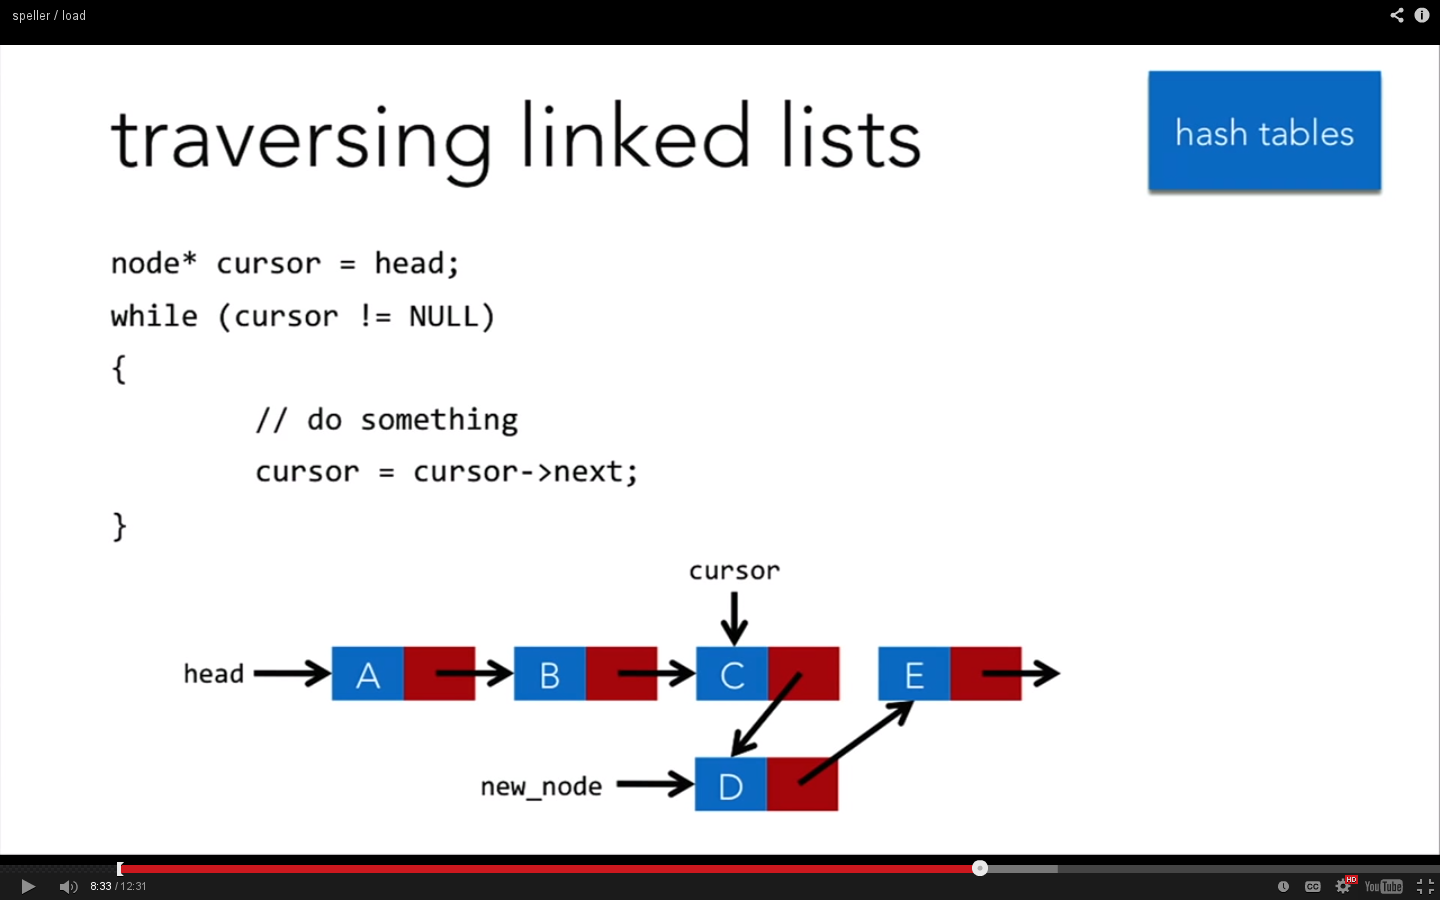 speller / load
traversing linked lists
hash tables
node* cursor = head;
while (cursor != NULL)
{
// do something
cursor = cursor->next;
}
cursor
head
A
B
C
E
new_node
D
8:33 / 12:31
CC
HD
YouTube